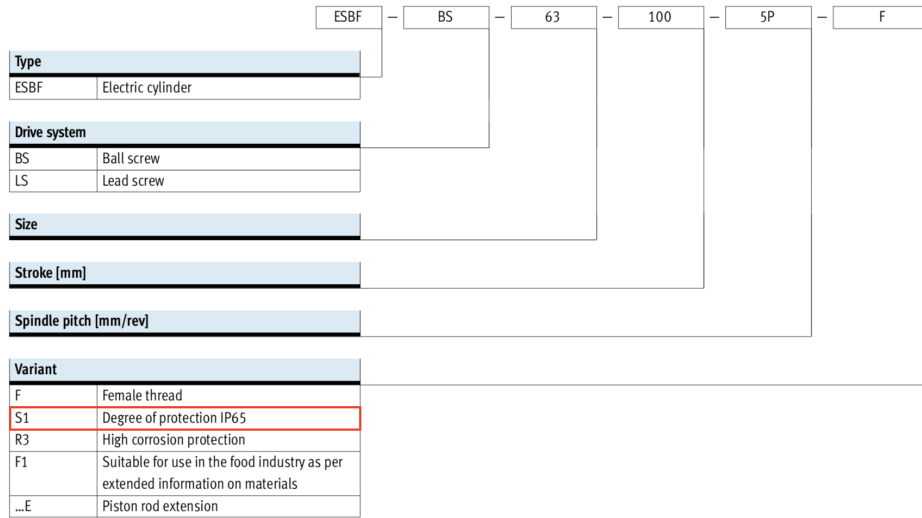 ESBF – BS – 63 – 100 – 5P – F
Type
ESBF Electric cylinder
Drive system
BS Ball screw
LS Lead screw
Size
Stroke [mm]
Spindle pitch [mm/rev]
Variant
F Female thread
S1 Degree of protection IP65
R3 High corrosion protection
F1 Suitable for use in the food industry as per
extended information on materials
...E Piston rod extension